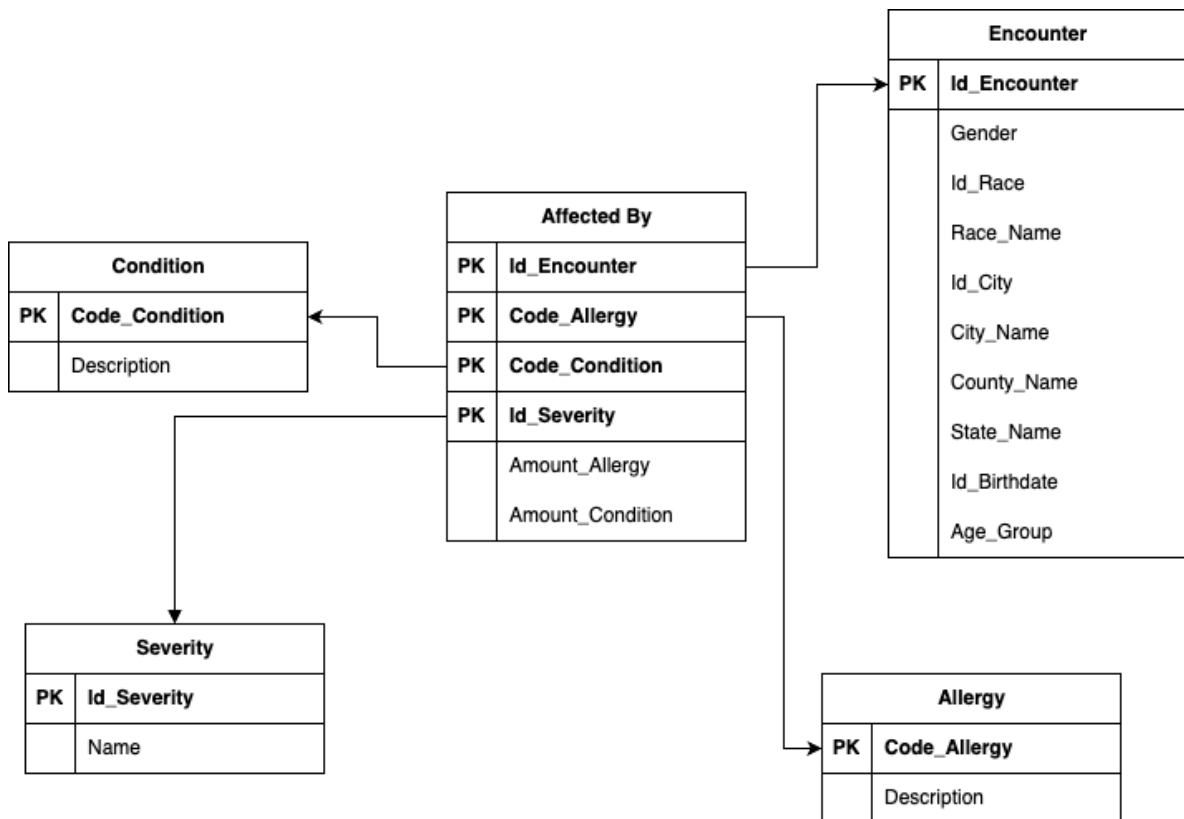 Encounter
PK Id_Encounter
Gender
Id_Race
Race_Name
Id_City
City_Name
County_Name
State_Name
Id_Birthdate
Age_Group
Affected By
PK Id_Encounter
PK Code_Allergy
PK Code_Condition
PK Id_Severity
Amount_Allergy
Amount_Condition
Condition
PK Code_Condition
Description
Severity
PK Id_Severity
Name
Allergy
PK Code_Allergy
Description